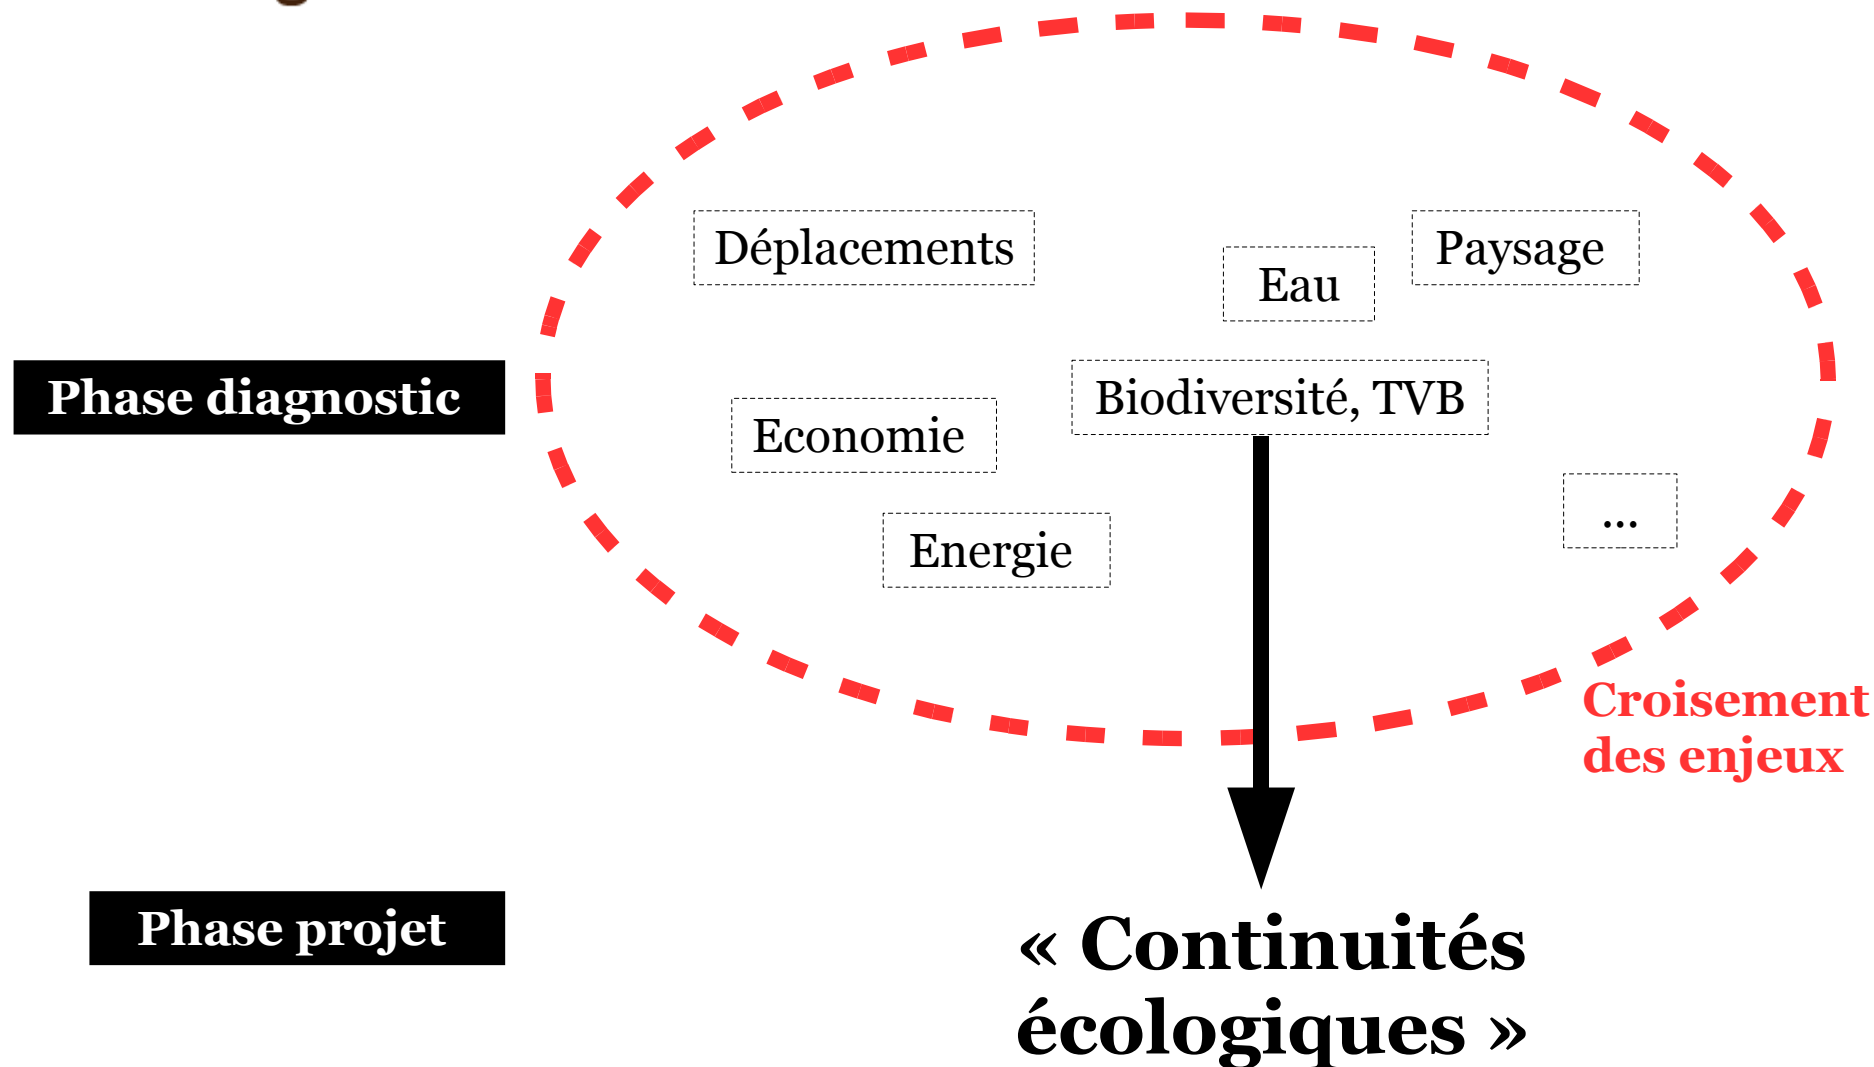 Déplacements
Paysage
Eau
Phase diagnostic
Biodiversité, TVB
Economie
...
Energie
Croisement
des enjeux
Phase projet
« Continuités
écologiques »